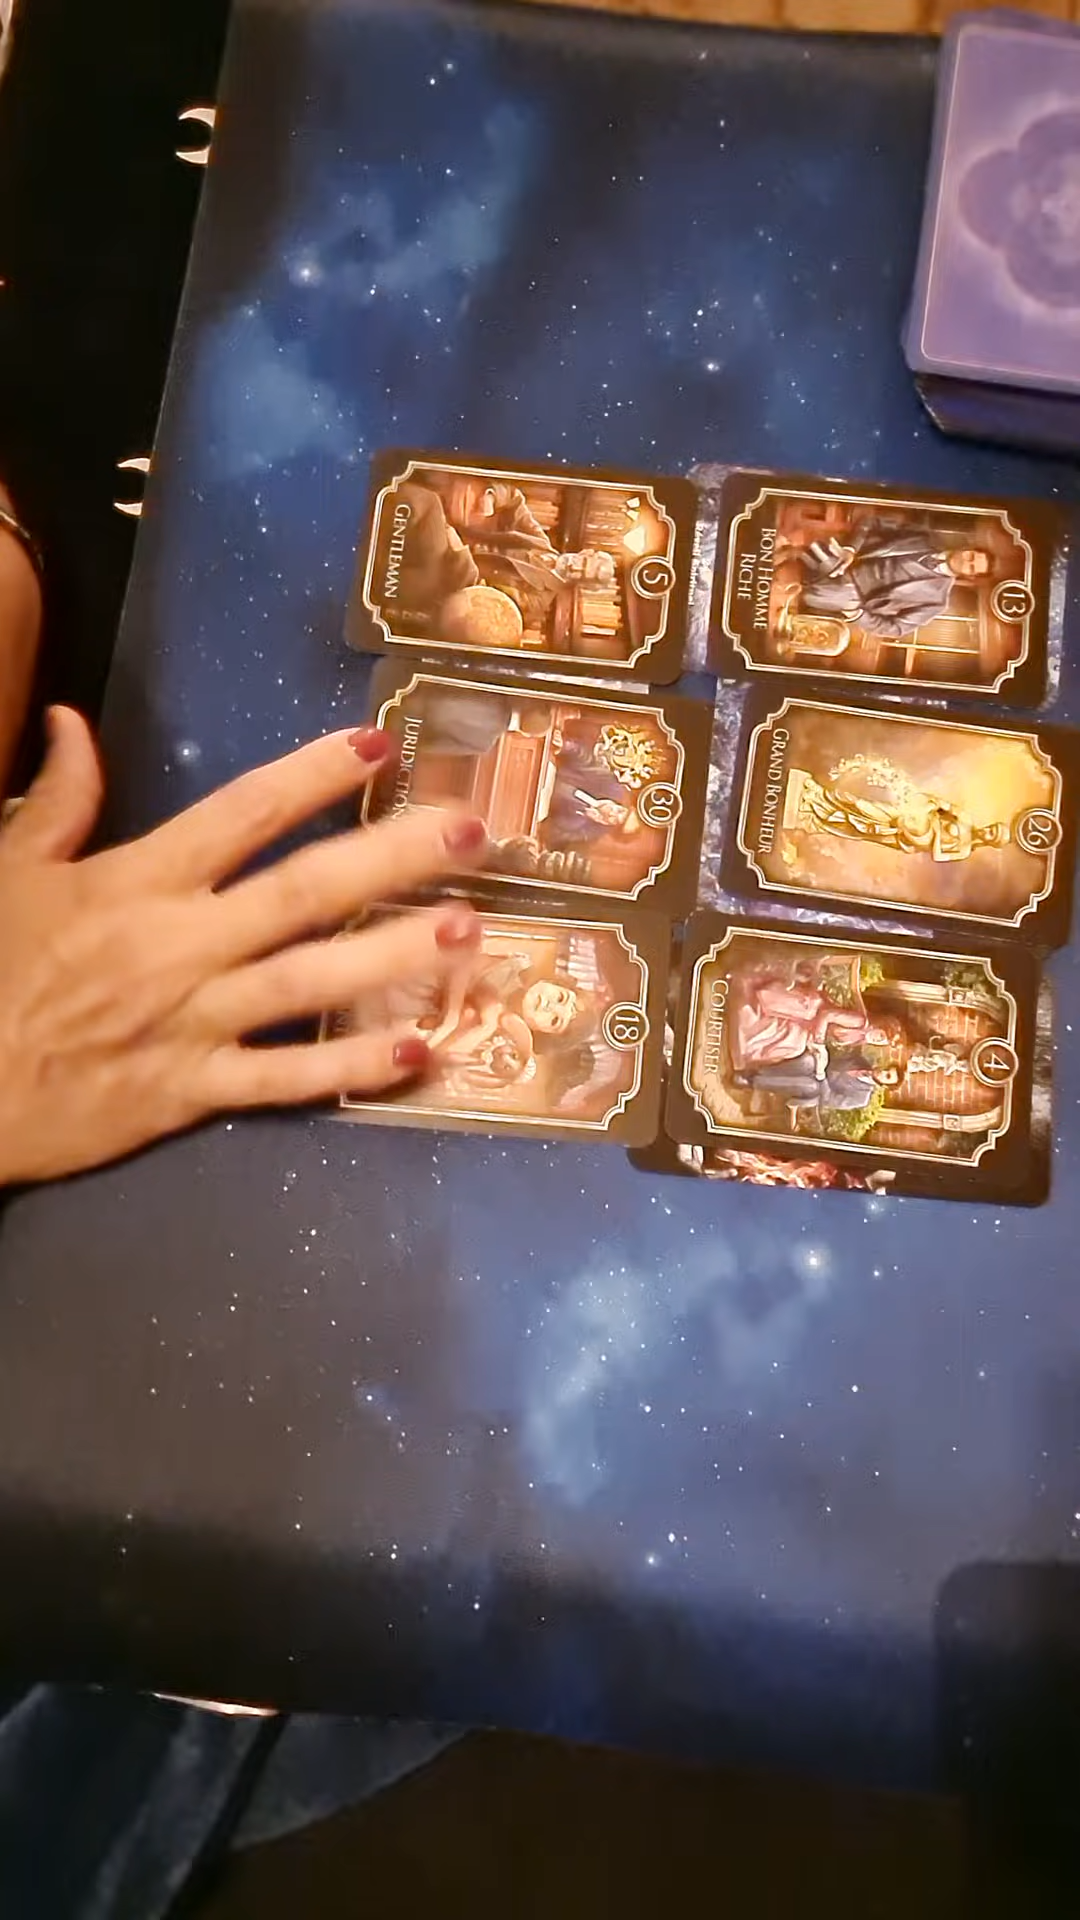 5
GENTLEMAN
13
BON HOMME
RICHE
30
26
GRAND BONHEUR
18
4
COURTISER